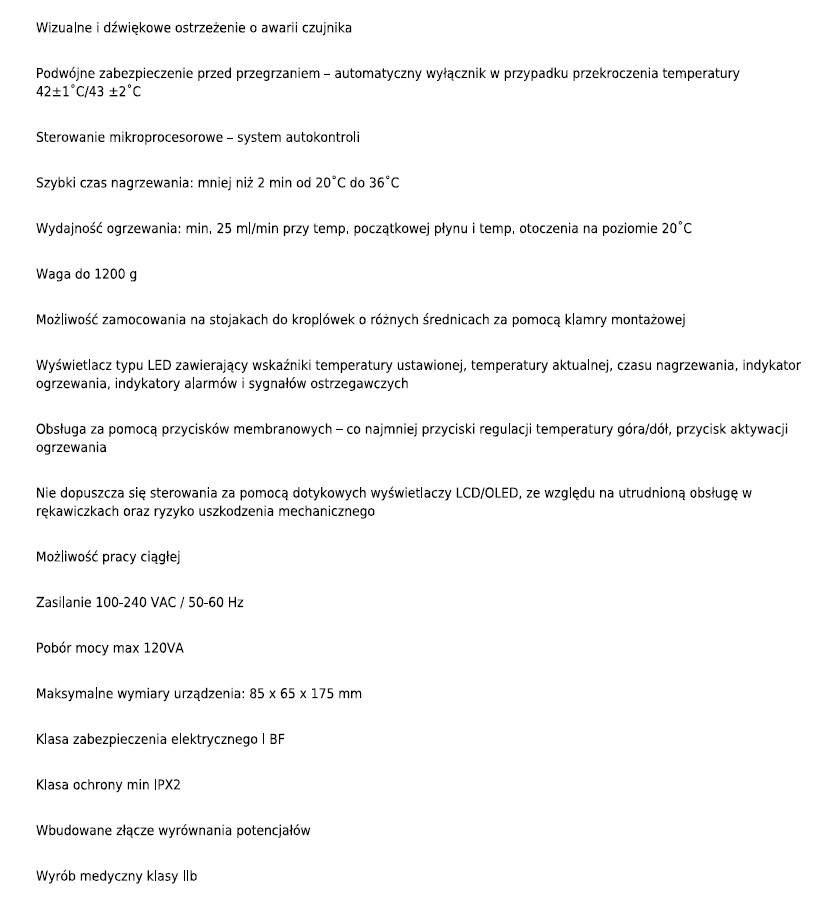 Wizualne i dźwiękowe ostrzeżenie o awarii czujnika
Podwójne zabezpieczenie przed przegrzaniem – automatyczny wyłącznik w przypadku przekroczenia temperatury
42±1˚C/43 ±2˚C
Sterowanie mikroprocesorowe – system autokontroli
Szybki czas nagrzewania: mniej niż 2 min od 20˚C do 36˚C
Wydajność ogrzewania: min, 25 ml/min przy temp, początkowej płynu i temp, otoczenia na poziomie 20˚C
Waga do 1200 g
Możliwość zamocowania na stojakach do kroplówek o różnych średnicach za pomocą klamry montażowej
Wyświetlacz typu LED zawierający wskaźniki temperatury ustawionej, temperatury aktualnej, czasu nagrzewania, indykator
ogrzewania, indykatory alarmów i sygnałów ostrzegawczych
Obsługa za pomocą przycisków membranowych – co najmniej przyciski regulacji temperatury góra/dół, przycisk aktywacji
ogrzewania
Nie dopuszcza się sterowania za pomocą dotykowych wyświetlaczy LCD/OLED, ze względu na utrudnioną obsługę w
rękawiczkach oraz ryzyko uszkodzenia mechanicznego
Możliwość pracy ciągłej
Zasilanie 100-240 VAC / 50-60 Hz
Pobór mocy max 120VA
Maksymalne wymiary urządzenia: 85 x 65 x 175 mm
Klasa zabezpieczenia elektrycznego I BF
Klasa ochrony min IPX2
Wbudowane złącze wyrównania potencjałów
Wyrób medyczny klasy IIb